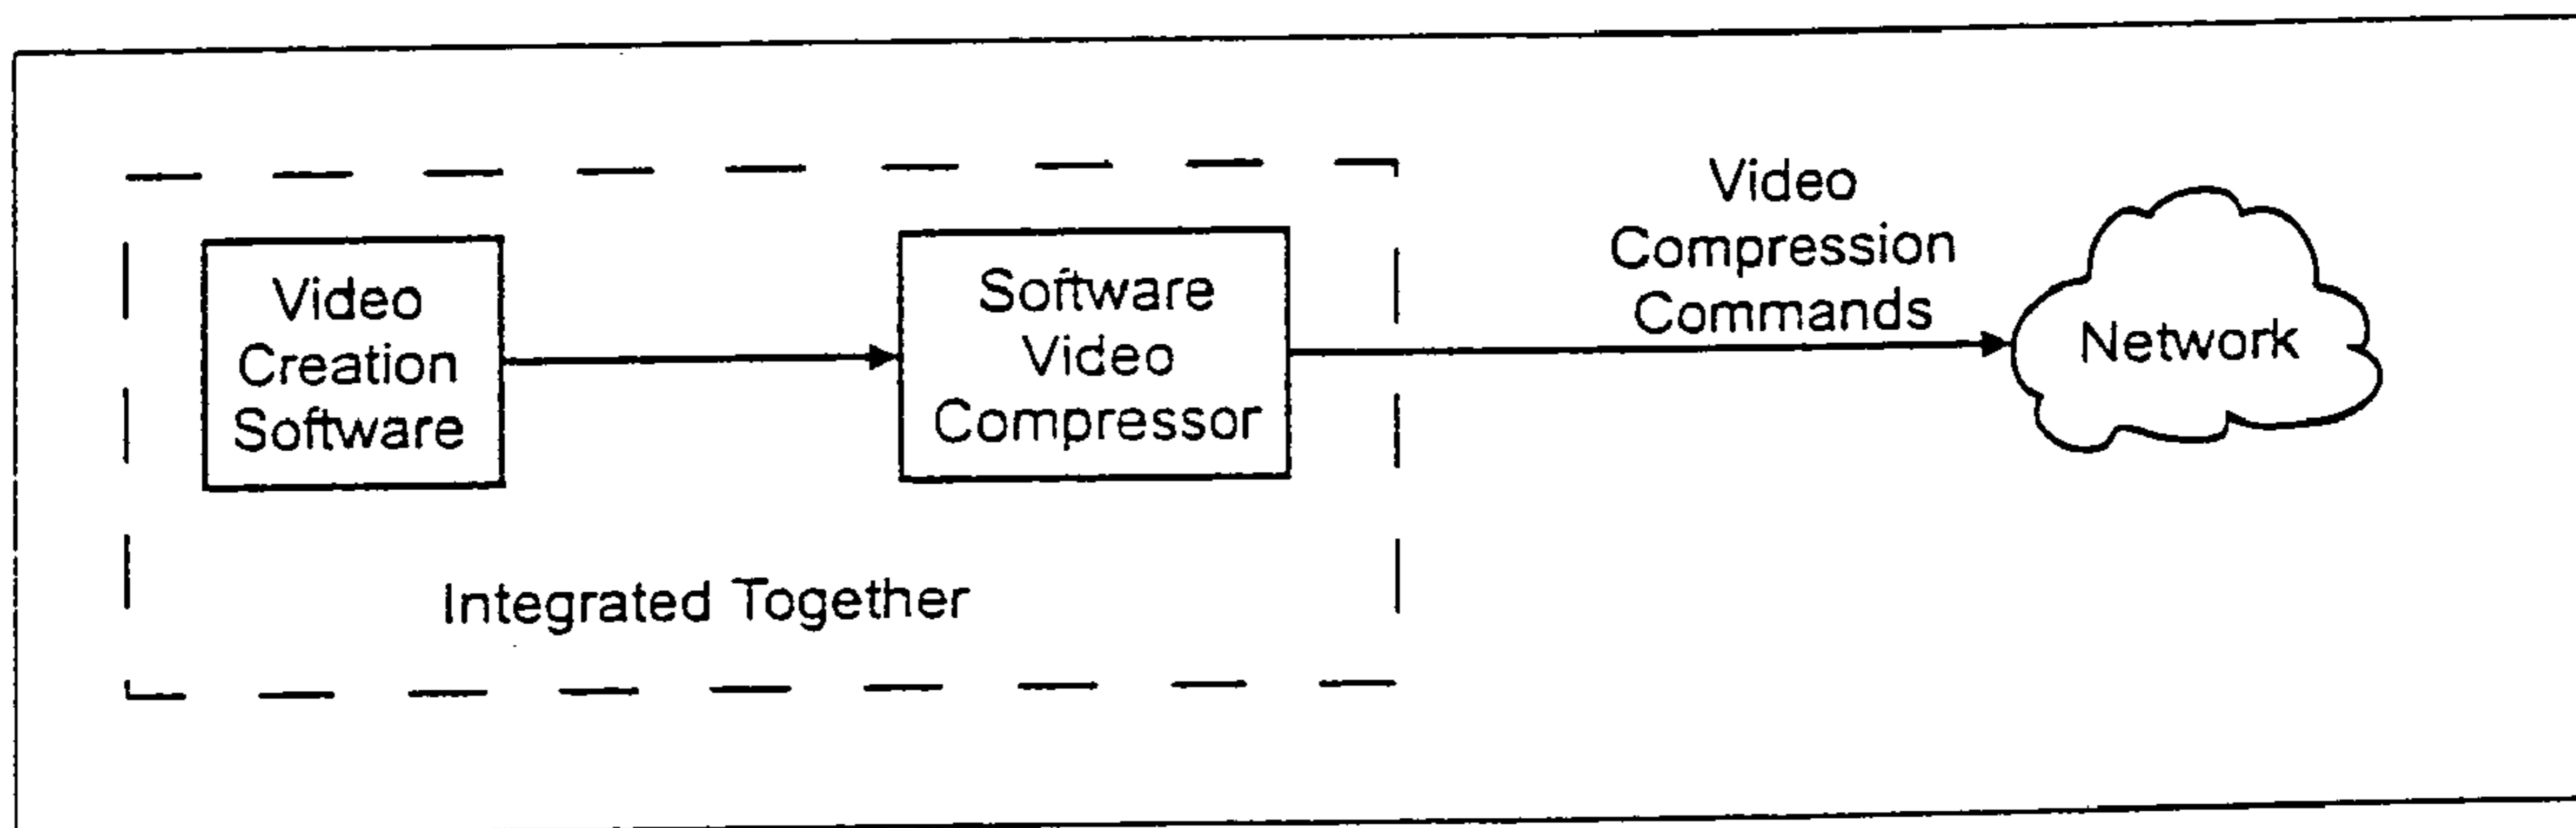 Video
Creation
Software
Software
Video
Compressor
Video
Compression
Commands
Network
Integrated Together